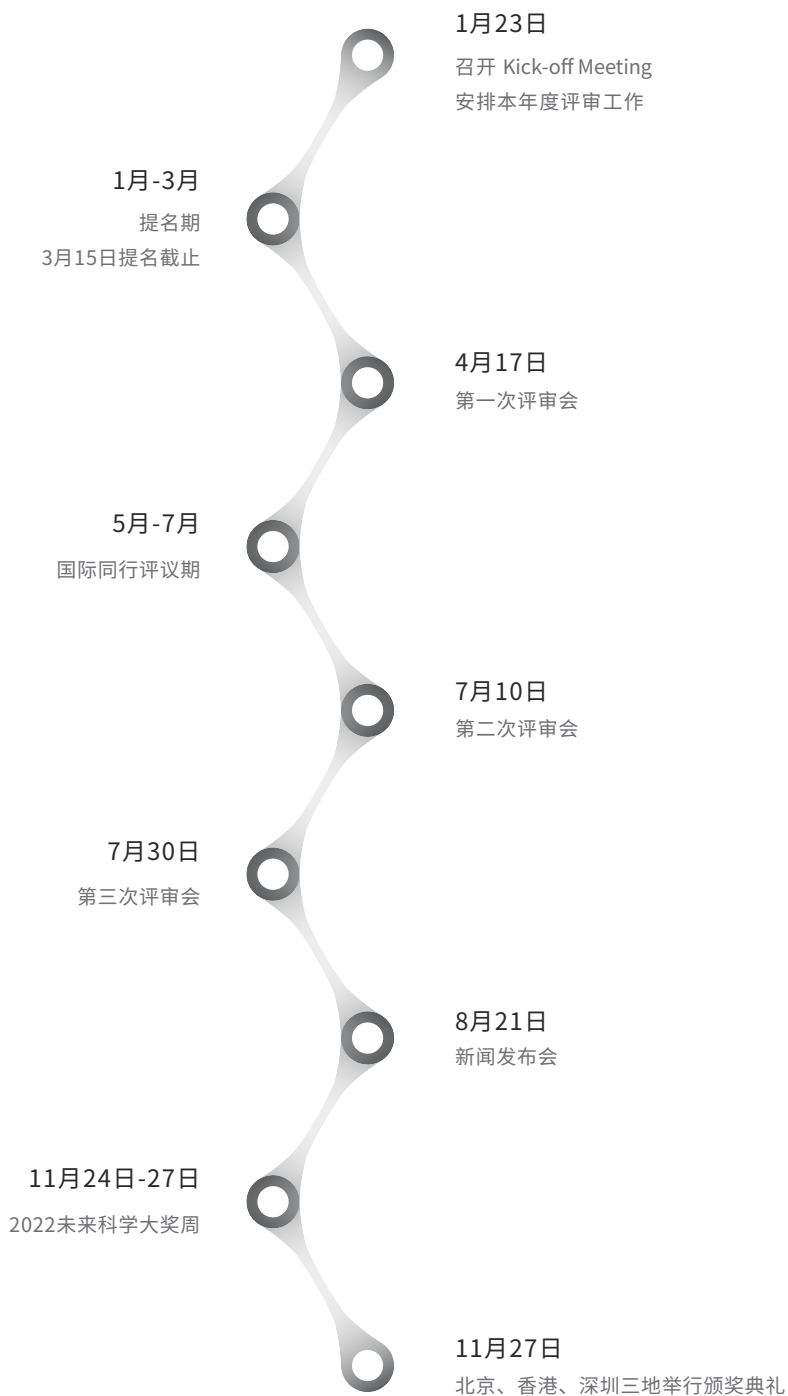 1月23日
召开 Kick-off Meeting
安排本年度评审工作
1月-3月
提名期
3月15日提名截止
4月17日
第一次评审会
5月-7月
国际同行评议期
7月10日
第二次评审会
7月30日
第三次评审会
8月21日
新闻发布会
11月24日-27日
2022未来科学大奖周
11月27日
北京、香港、深圳三地举行颁奖典礼